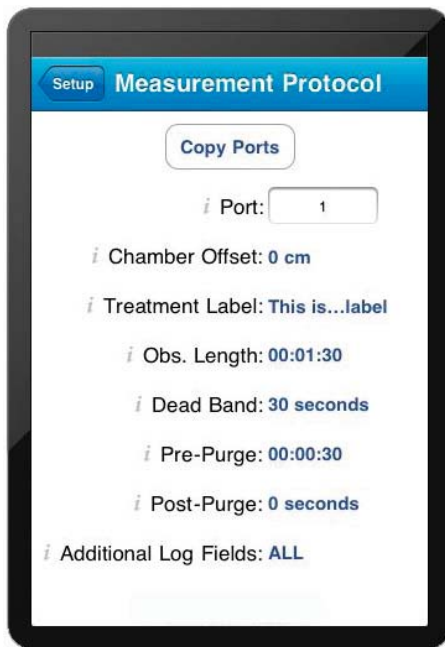 Setup Measurement Protocol
Copy Ports
i Port: 1
i Chamber Offset: 0 cm
i Treatment Label: This is...label
i Obs. Length: 00:01:30
i Dead Band: 30 seconds
i Pre-Purge: 00:00:30
i Post-Purge: 0 seconds
i Additional Log Fields: ALL